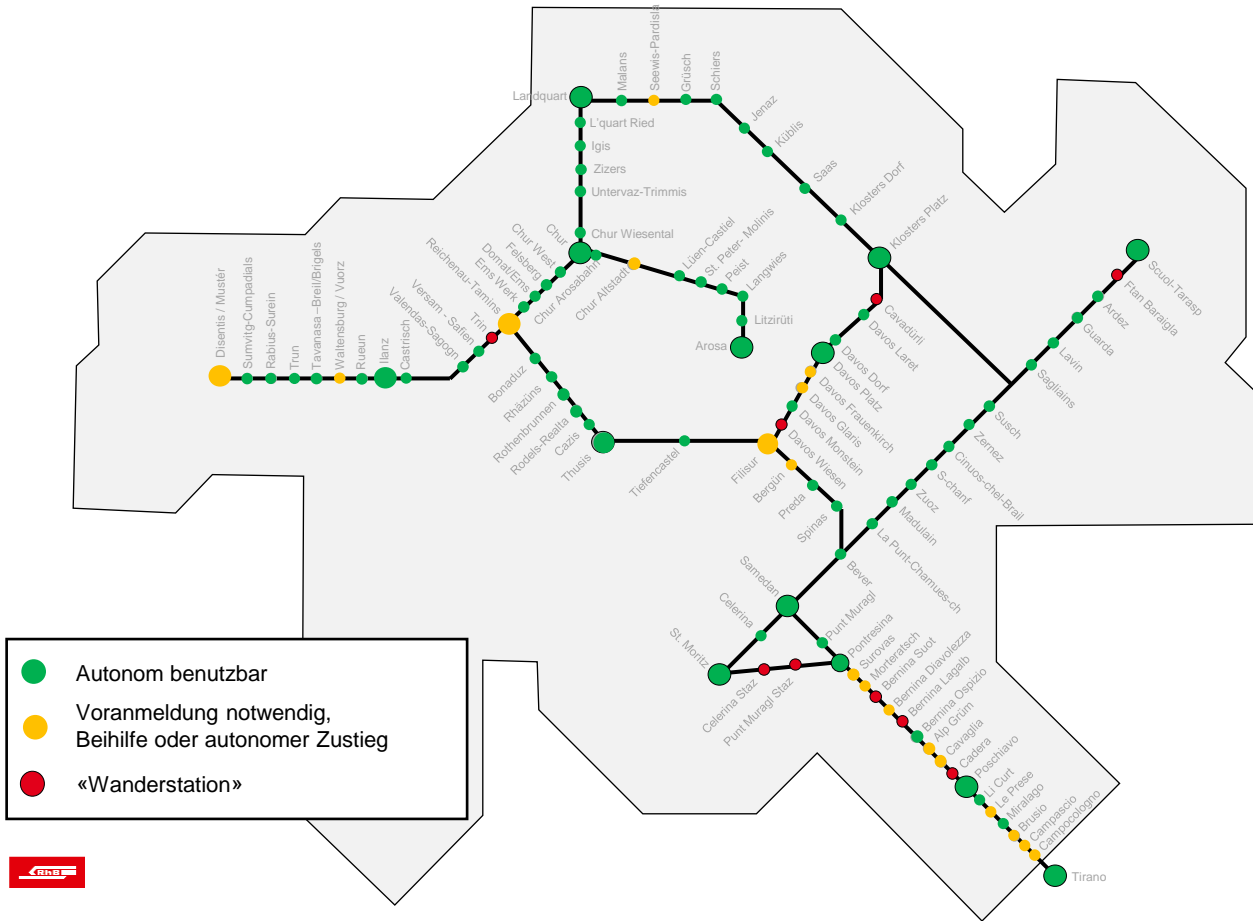 Landquart
Malans
Seewis-Pardisla
Grüsch
Schiers
Jenaz
Küblis
Saas
Klosters Dorf
Klosters Platz
L'quart Ried
Igis
Zizers
Untervaz-Trimmis
Chur Wiesental
Chur
Chur West
Felsberg
Domat/Ems
Ems Werk
Reichenau-Tamins
Trin
Versam - Safien
Valendas-Sagogn
Chur Arosabahn
Chur Altstadt
Lüen-Castiel
St. Peter- Molinis
Peist
Langwies
Litzirüti
Arosa
Disentis / Mustér
Sumvitg-Cumpadials
Rabius-Surein
Trun
Tavanasa –Breil/Brigels
Waltensburg / Vuorz
Rueun
Ilanz
Castrisch
Bonaduz
Rhäzüns
Rothenbrunnen
Rodels-Realta
Cazis
Thusis
Tiefencastel
Filisur
Cavadürli
Davos Laret
Davos Dorf
Davos Platz
Davos Frauenkirch
Davos Glaris
Davos Monstein
Davos Wiesen
Bergün
Preda
Spinas
Scuol-Tarasp
Ftan Baraigla
Ardez
Guarda
Lavin
Sagliains
Susch
Zernez
Cinuos-chel-Brail
S-chanf
Zuoz
Madulain
La Punt-Chamues-ch
Bever
Samedan
Celerina
St. Moritz
Punt Muragl
Celerina Staz
Punt Muragl Staz
Pontresina
Surovas
Morteratsch
Bernina Suot
Bernina Diavolezza
Bernina Lagalb
Bernina Ospizio
Alp Grüm
Cavaglia
Cadera
Poschiavo
Li Curt
Le Prese
Miralago
Brusio
Campascio
Campocologno
Tirano
Autonom benutzbar
Voranmeldung notwendig,
Beihilfe oder autonomer Zustieg
«Wanderstation»
RhB